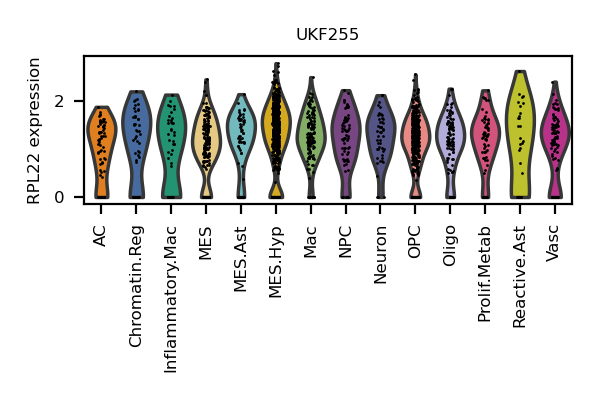 UKF255
RPL22 expression
2
0
AC
Chromatin.Reg
Inflammatory.Mac
MES
MES.Ast
MES.Hyp
Mac
NPC
Neuron
OPC
Oligo
Prolif.Metab
Reactive.Ast
Vasc